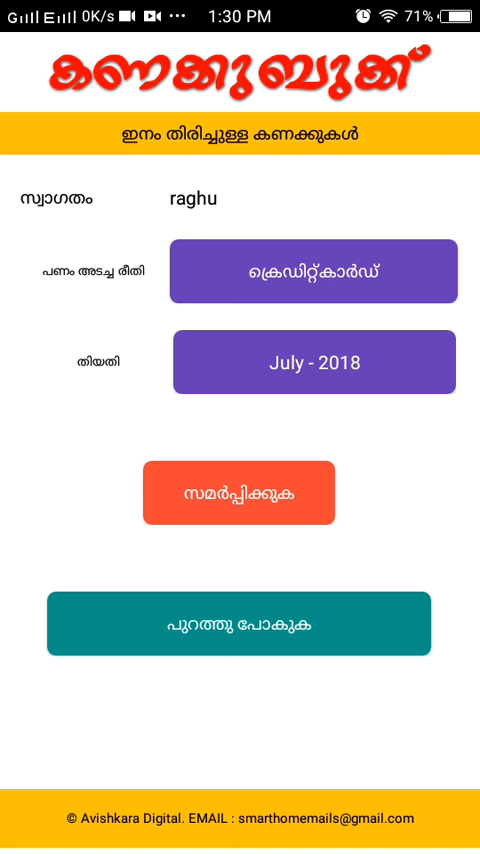 G E 0K/s 1:30 PM 71%
കണക്കുബുക്ക്
ഇനം തിരിച്ചുള്ള കണക്കുകൾ
സ്വാഗതം raghu
പണം അടച്ച രീതി ക്രെഡിറ്റ്കാർഡ്
തിയതി July - 2018
സമർപ്പിക്കുക
പുറത്തു പോകുക
© Avishkara Digital. EMAIL : smarthomemails@gmail.com